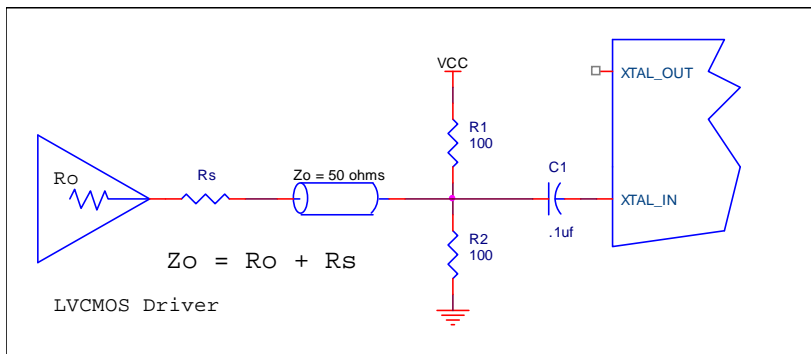 VCC
XTAL_OUT
R1
100
Ro
Rs
Zo = 50 ohms
C1
XTAL_IN
.1uf
R2
100
Zo = Ro + Rs
LVCMOS Driver